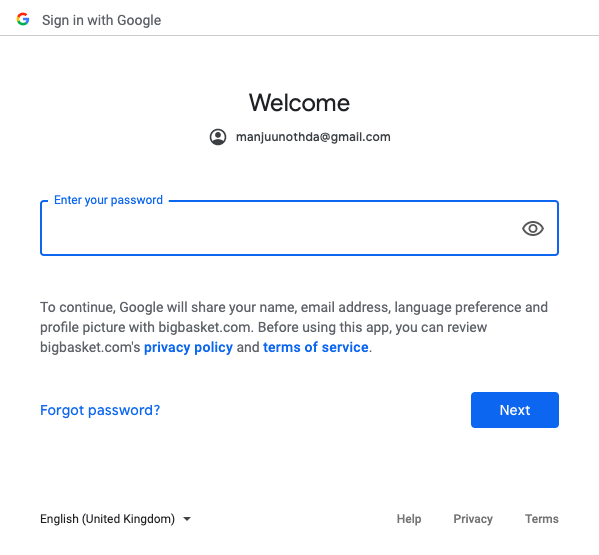 Sign in with Google
Welcome
manjuunothda@gmail.com
Enter your password
To continue, Google will share your name, email address, language preference and
profile picture with bigbasket.com. Before using this app, you can review
bigbasket.com's privacy policy and terms of service.
Forgot password?
Next
English (United Kingdom)
Help
Privacy
Terms